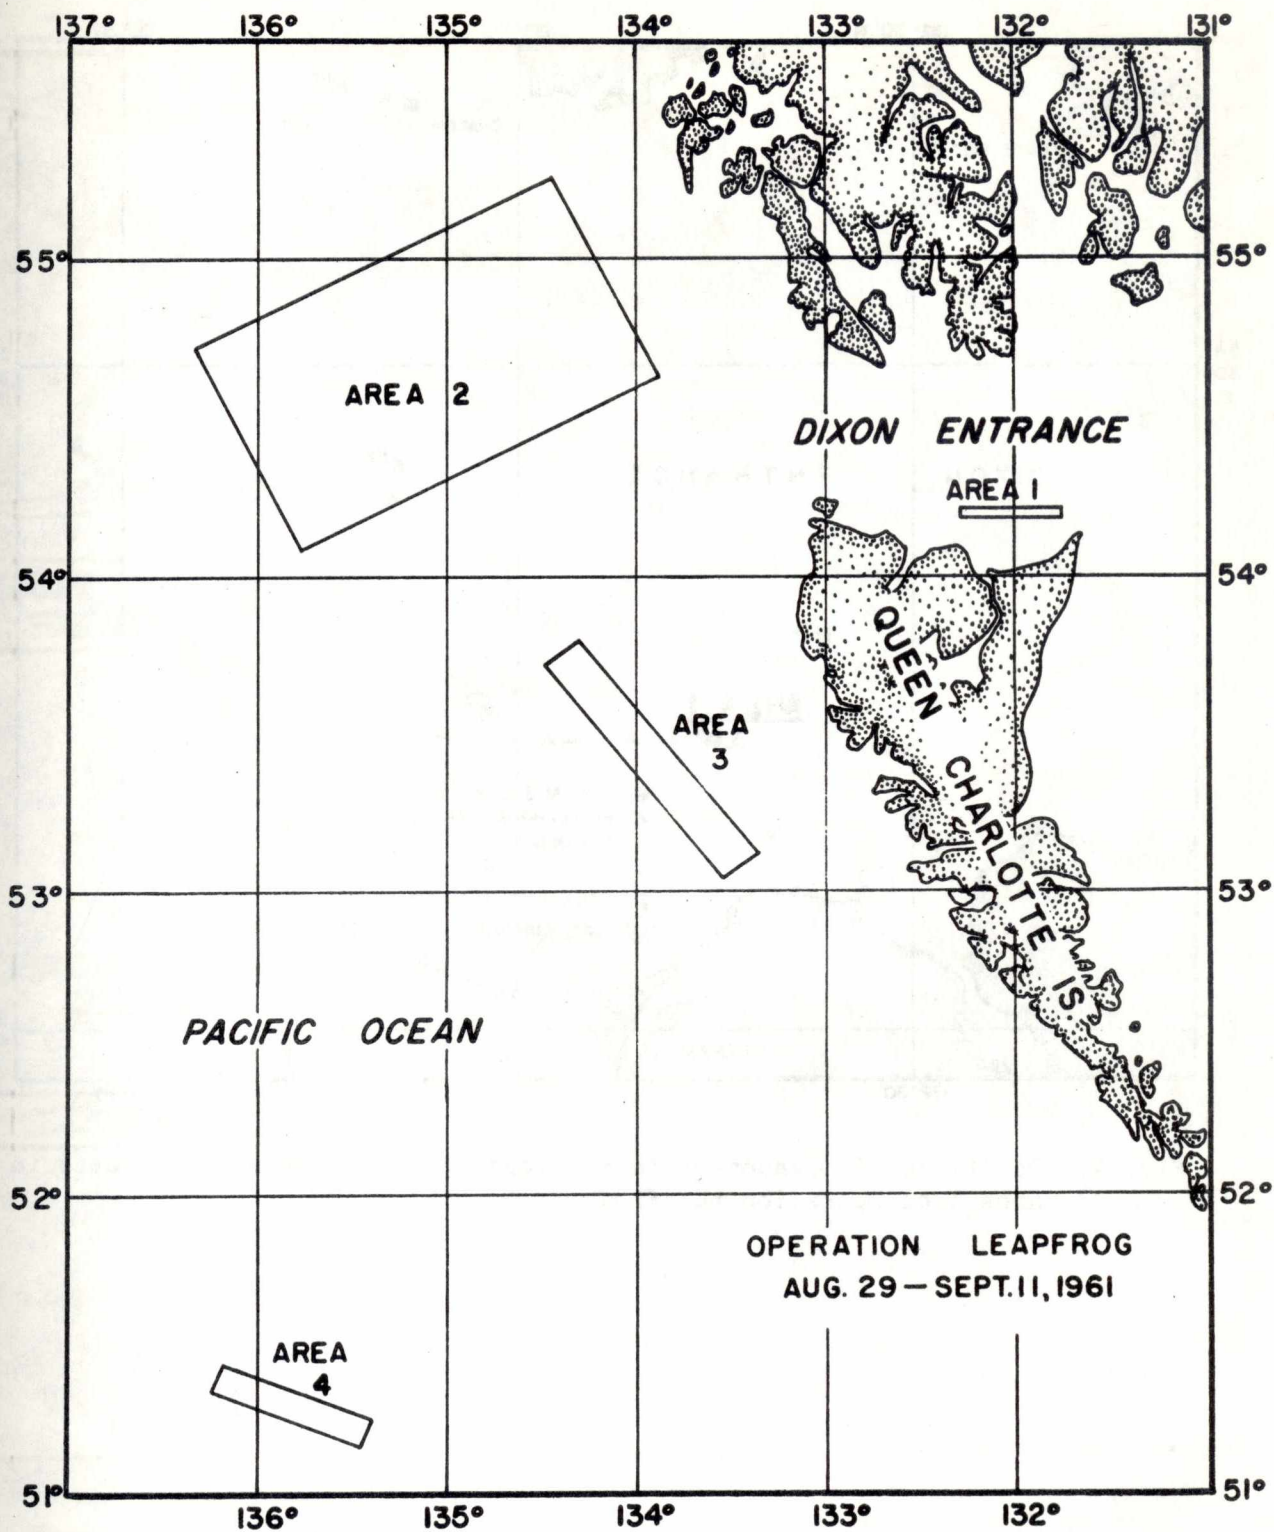 137° 136° 135° 134° 133° 132° 131°
55° 55°
AREA 2
DIXON ENTRANCE
AREA 1
54° 54°
QUEEN CHARLOTTE IS
AREA
3
53° 53°
PACIFIC OCEAN
52° 52°
OPERATION LEAPFROG
AUG. 29 — SEPT. 11, 1961
AREA
4
51° 51°
136° 135° 134° 133° 132°